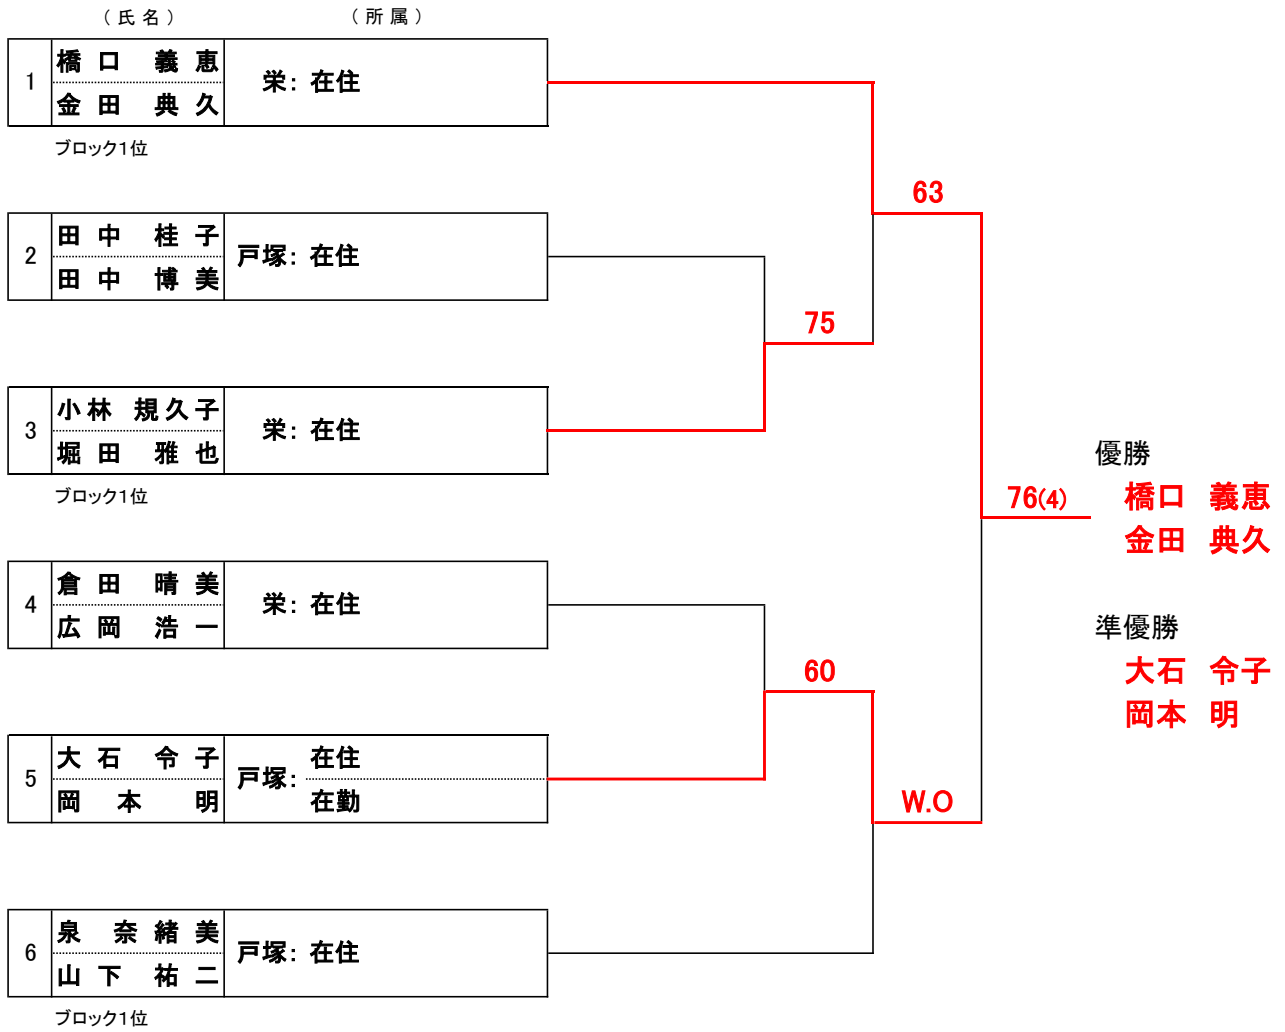 （ 氏 名 ） （ 所 属 ）
1 橋 口 義 恵 栄：在住
金 田 典 久
ブロック1位
63
2 田 中 桂 子 戸塚：在住
田 中 博 美
75
3 小 林 規 久 子 栄：在住
堀 田 雅 也
ブロック1位
優勝
76(4) 橋口 義恵
金田 典久
4 倉 田 晴 美 栄：在住
広 岡 浩 一
準優勝
60 大石 令子
岡本 明
5 大 石 令 子 戸塚：在住
岡 本 明 在勤
W.O
6 泉 奈 緒 美 戸塚：在住
山 下 祐 二
ブロック1位